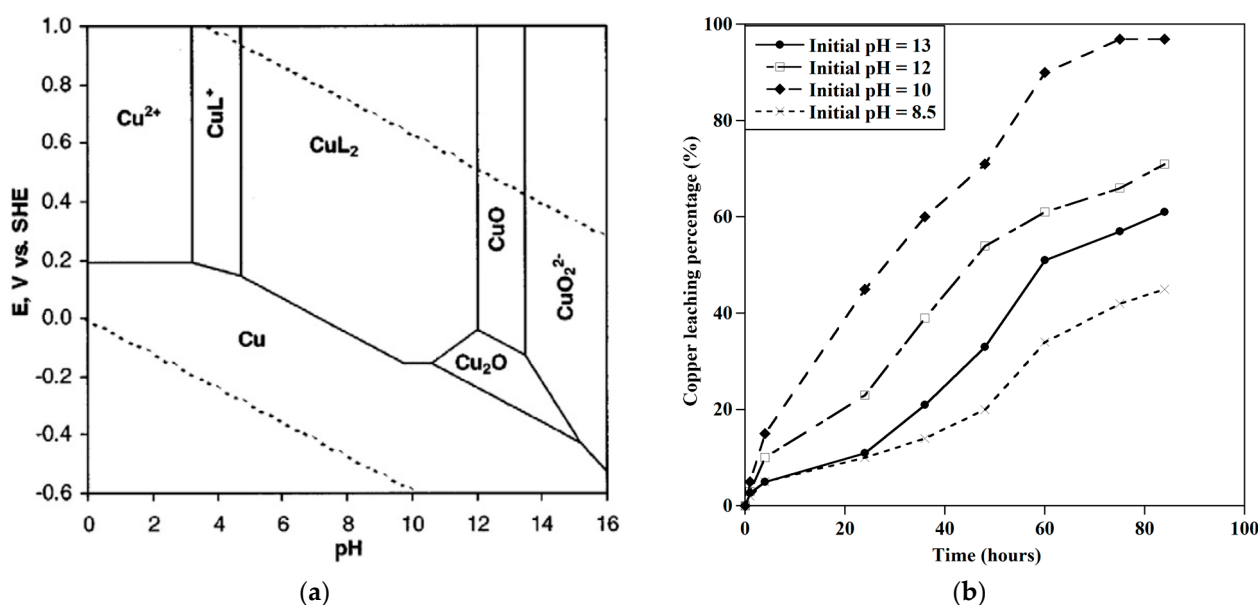 1.0
0.8
0.6
0.4
0.2
0.0
-0.2
-0.4
-0.6
E, V vs. SHE
Cu²⁺
CuL⁺
CuL₂
CuO
CuO₂²⁻
Cu
Cu₂O
0 2 4 6 8 10 12 14 16
pH
(a)
100
80
60
40
20
0
Copper leaching percentage (%)
Initial pH = 13
Initial pH = 12
Initial pH = 10
Initial pH = 8.5
0 20 40 60 80 100
Time (hours)
(b)